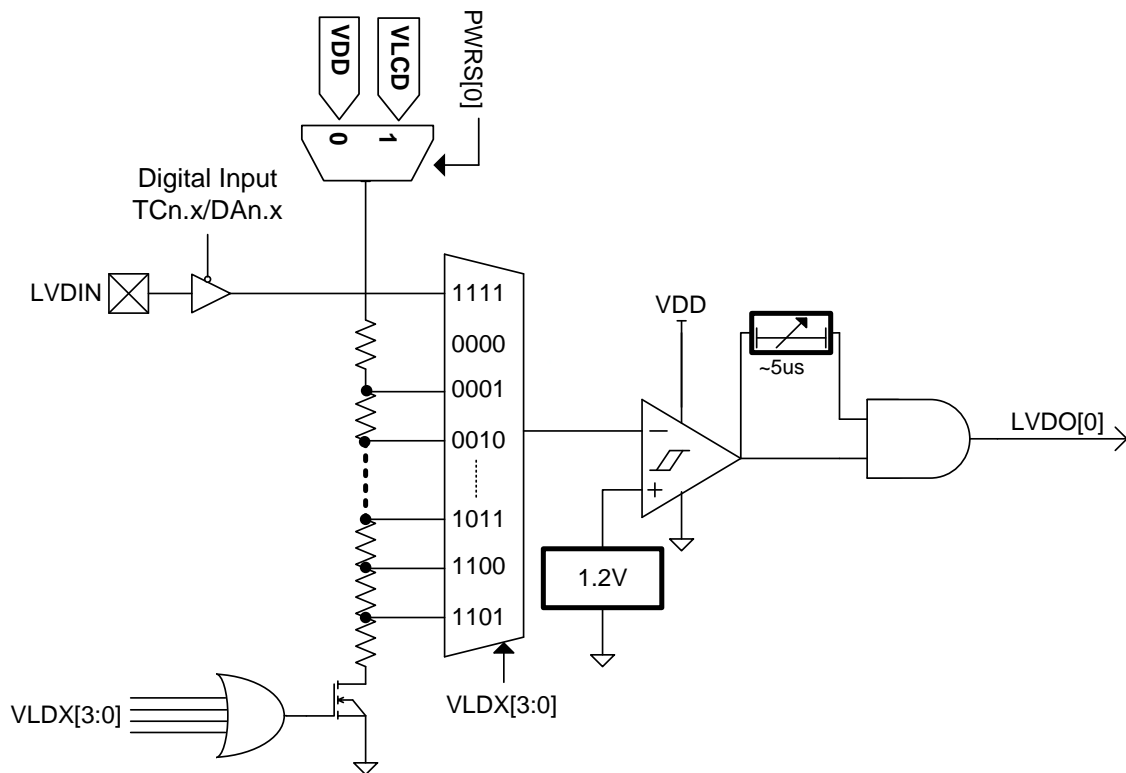 VDD
VLCD
PWRS[0]
0
1
Digital Input
TCn.x/DAn.x
LVDIN
1111
0000
0001
0010
1011
1100
1101
VDD
~5us
LVDO[0]
−
+
1.2V
VLDX[3:0]
VLDX[3:0]